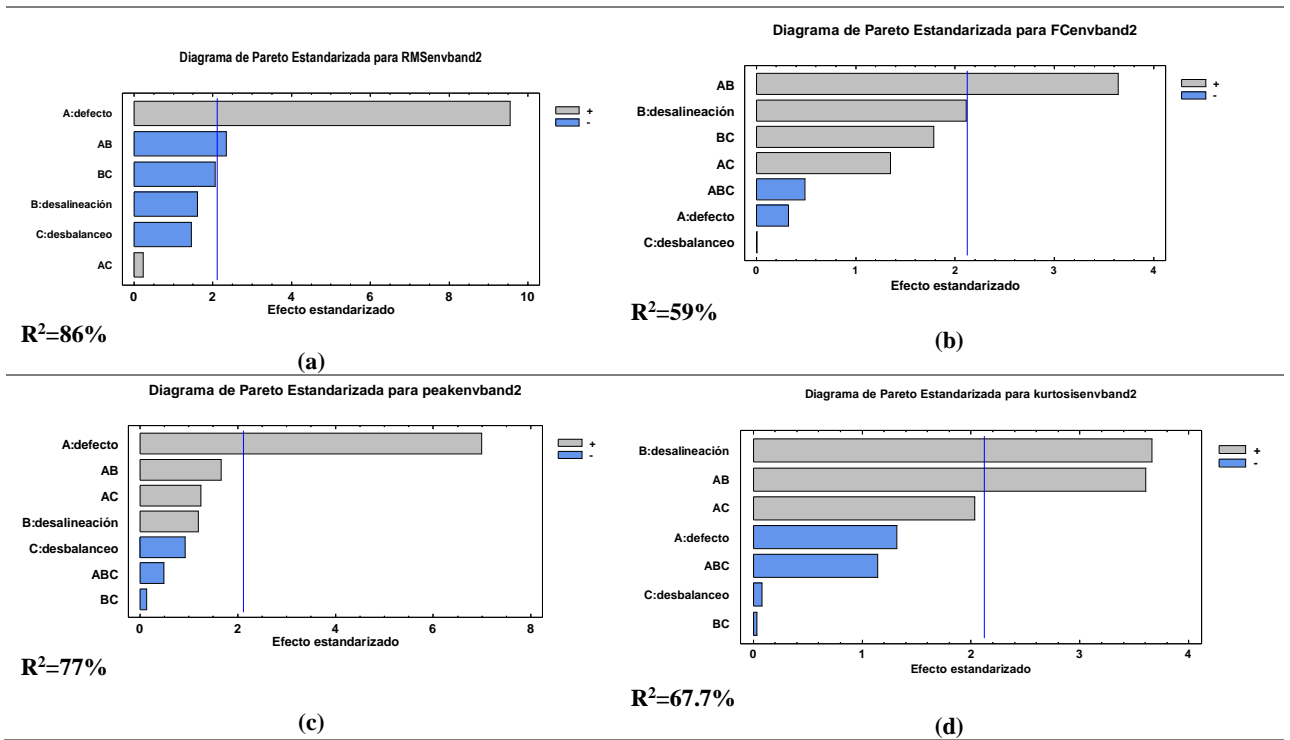 Diagrama de Pareto Estandarizada para RMSenvband2
A:defecto
AB
BC
B:desalineación
C:desbalanceo
AC
0 2 4 6 8 10
Efecto estandarizado
+
-
R²=86%
(a)
Diagrama de Pareto Estandarizada para FCenvband2
AB
B:desalineación
BC
AC
ABC
A:defecto
C:desbalanceo
0 1 2 3 4
Efecto estandarizado
+
-
R²=59%
(b)
Diagrama de Pareto Estandarizada para peakenvband2
A:defecto
AB
AC
B:desalineación
C:desbalanceo
ABC
BC
0 2 4 6 8
Efecto estandarizado
+
-
R²=77%
(c)
Diagrama de Pareto Estandarizada para kurtosisenvband2
B:desalineación
AB
AC
A:defecto
ABC
C:desbalanceo
BC
0 1 2 3 4
Efecto estandarizado
+
-
R²=67.7%
(d)